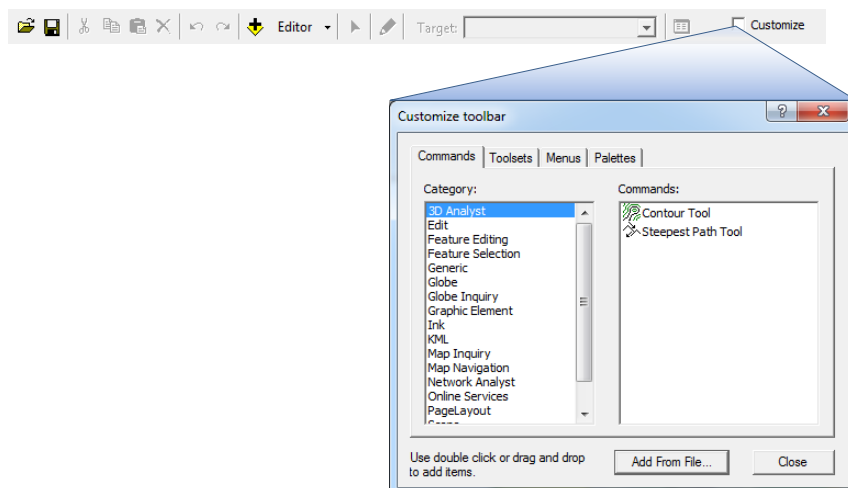 Editor
Target:
Customize
Customize toolbar
?
Commands Toolsets Menus Palettes
Category: Commands:
3D Analyst
Edit
Feature Editing
Feature Selection
Generic
Globe
Globe Inquiry
Graphic Element
Ink
KML
Map Inquiry
Map Navigation
Network Analyst
Online Services
PageLayout
Contour Tool
Steepest Path Tool
Use double click or drag and drop
to add items.
Add From File...
Close